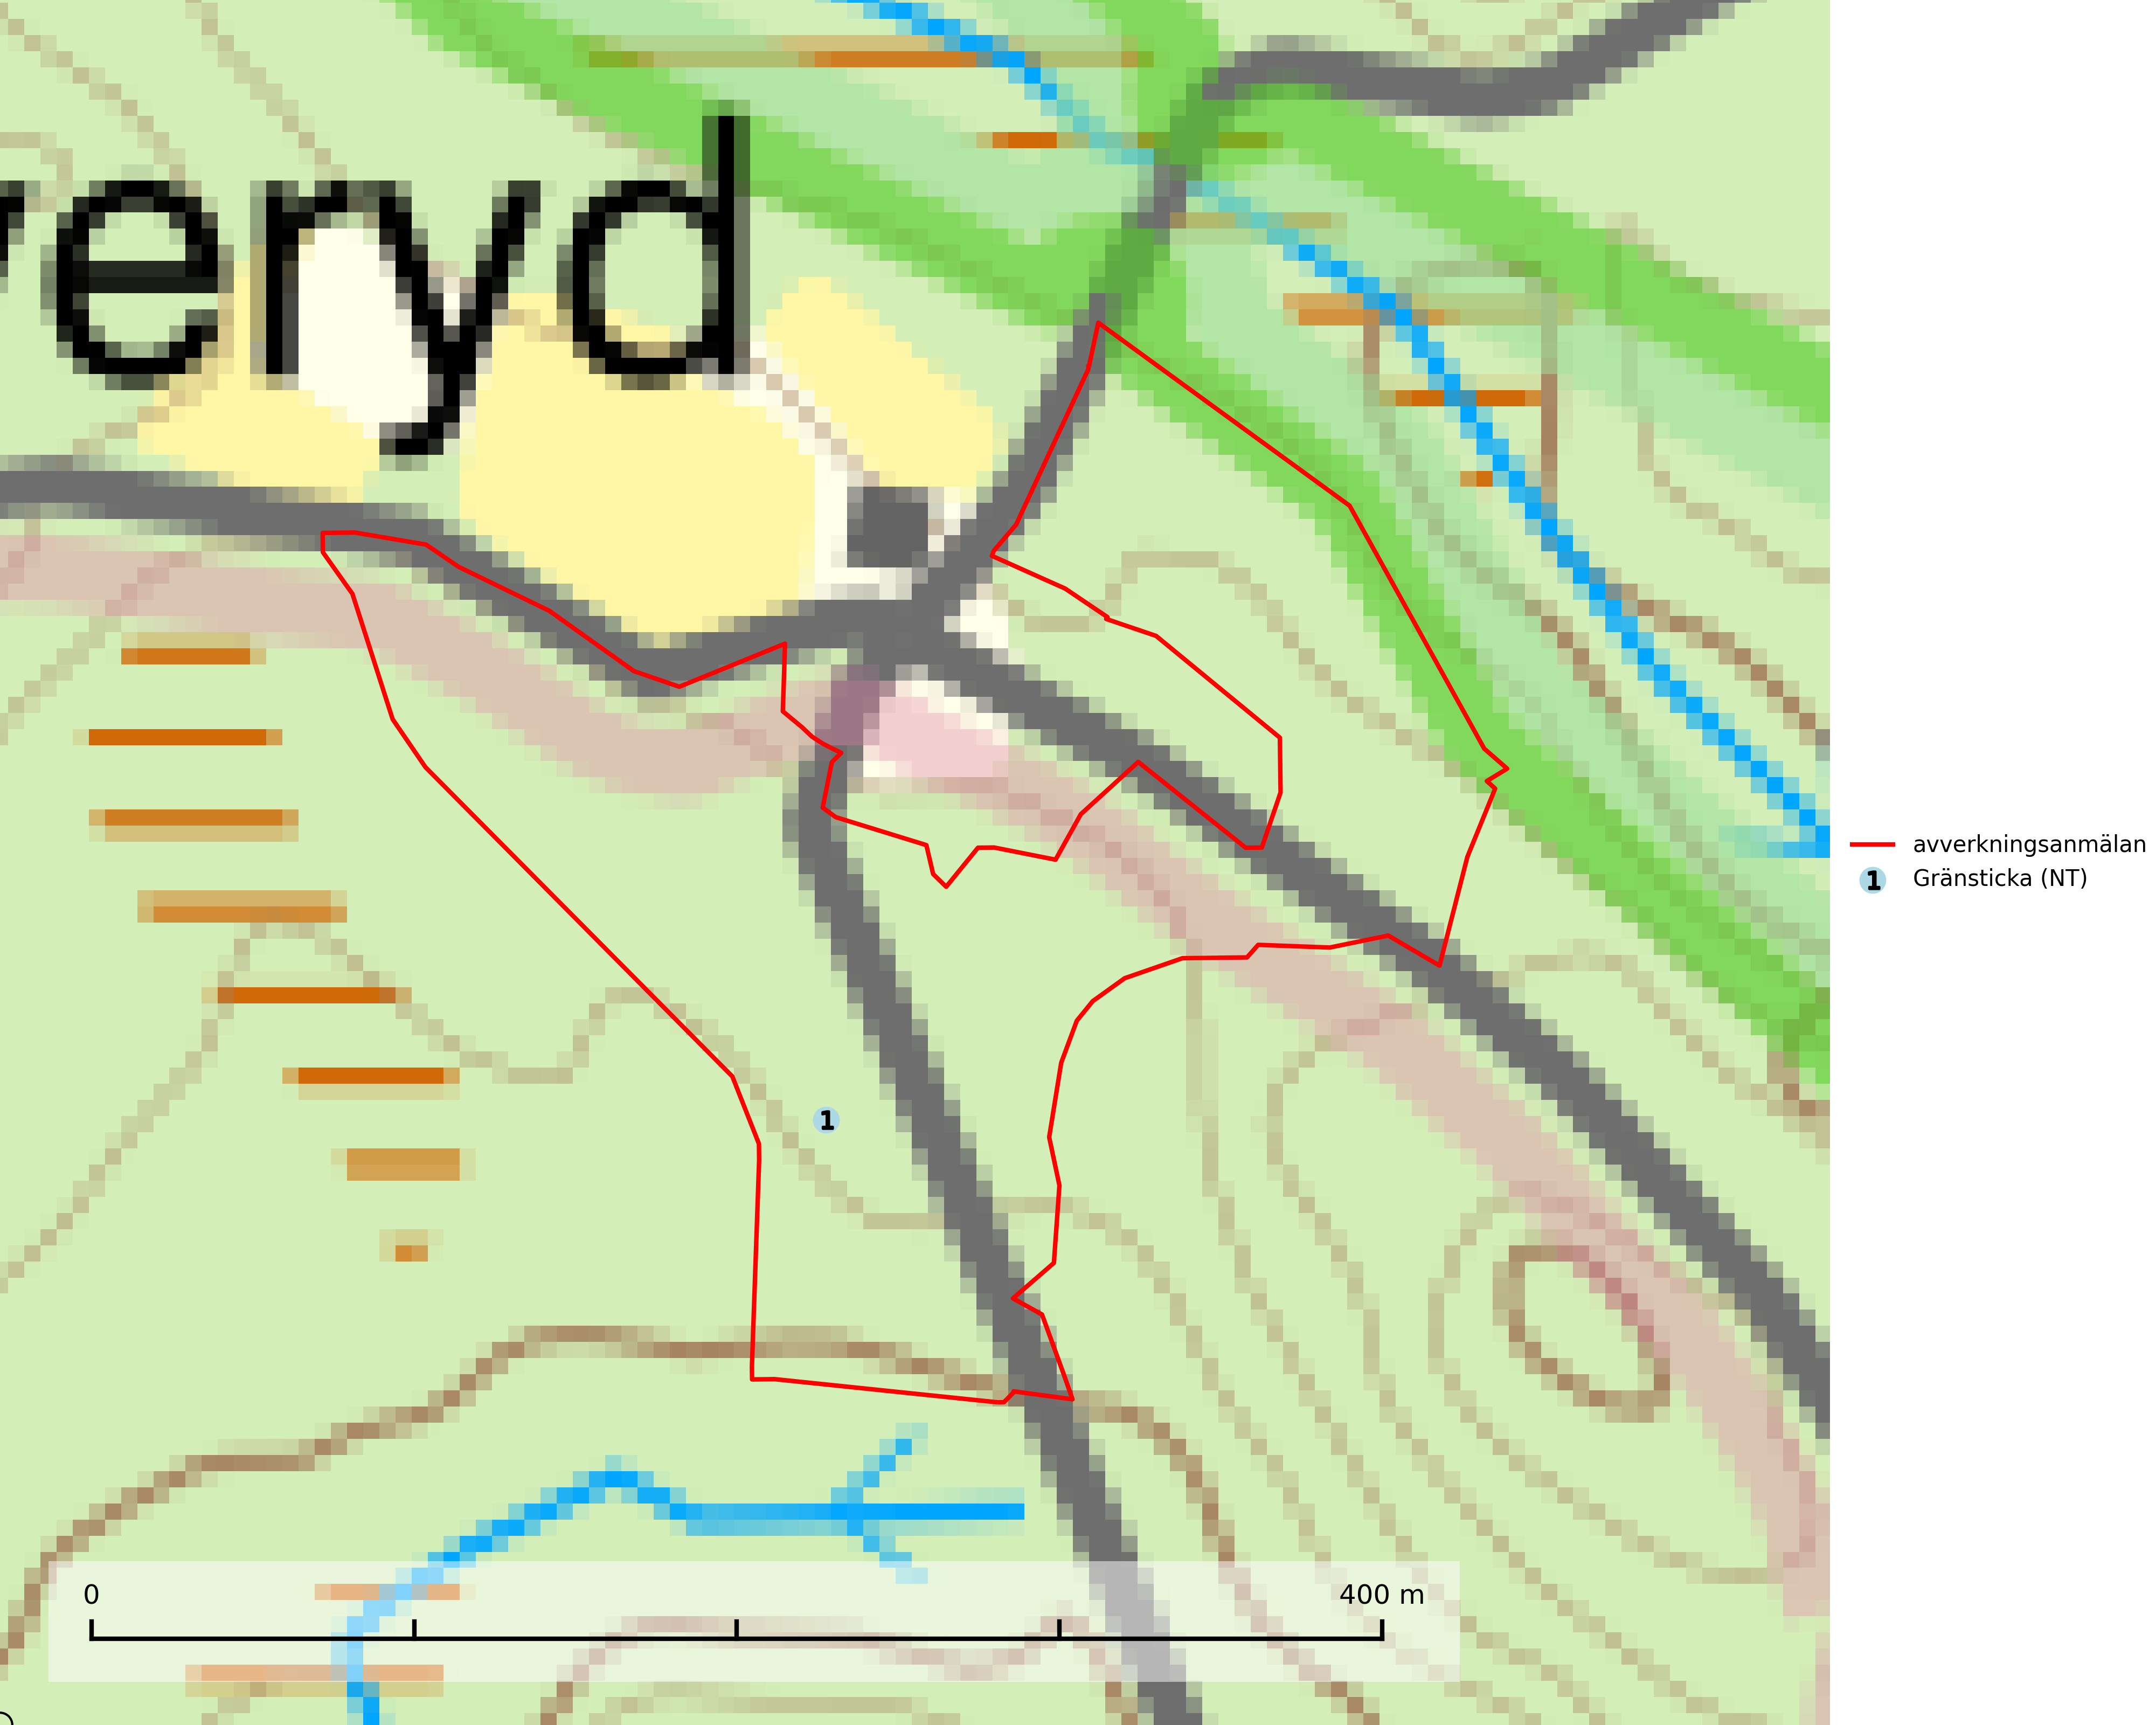 eryd
avverkningsanmälan
1 Gränsticka (NT)
1
0 400 m